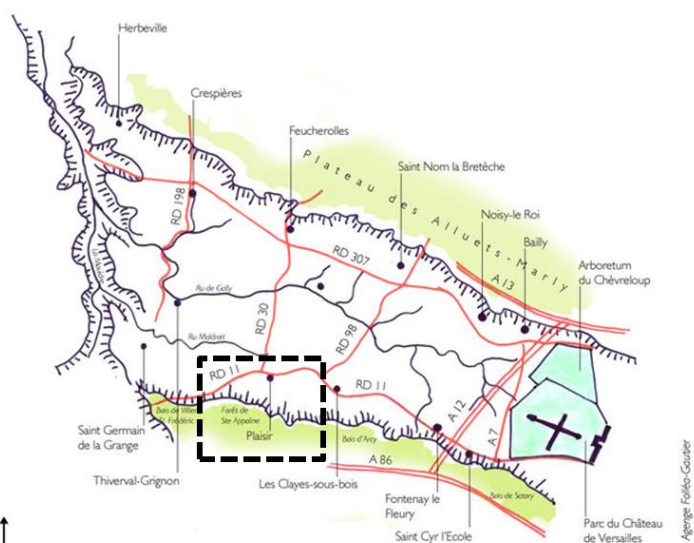 Herbeville
Crespières
Feucherolles
Plateau des Alluets-Marly
Saint Nom la Bretèche
Noisy-le Roi
Bailly
Arboretum
du Chèvreloup
RD 198
RD 307
A13
La Mauldre
Ru de Gally
RD 30
RD 98
Ru Maldroit
RD 11
RD 11
A 12
A 7
Forêt de
Ste Appoline
Plaisir
Bois d'Arcy
A 86
Bois de Satory
Saint Germain
de la Grange
Thiverval-Grignon
Les Clayes-sous-bois
Fontenay le
Fleury
Saint Cyr l'Ecole
Parc du Château
de Versailles
Agence Folléa-Gautier